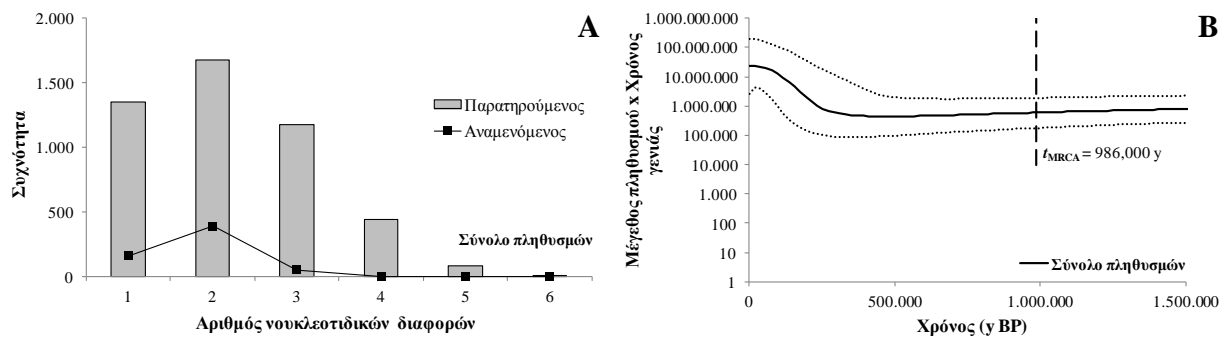 A
2.000
1.500
1.000
500
0
Συχνότητα
Παρατηρούμενος
Αναμενόμενος
Σύνολο πληθυσμών
1 2 3 4 5 6
Αριθμός νουκλεοτιδικών διαφορών
B
1.000.000.000
100.000.000
10.000.000
1.000.000
100.000
10.000
1.000
100
10
1
Μέγεθος πληθυσμού x Χρόνος
γενιάς
tMRCA = 986,000 y
Σύνολο πληθυσμών
0 500.000 1.000.000 1.500.000
Χρόνος (y BP)